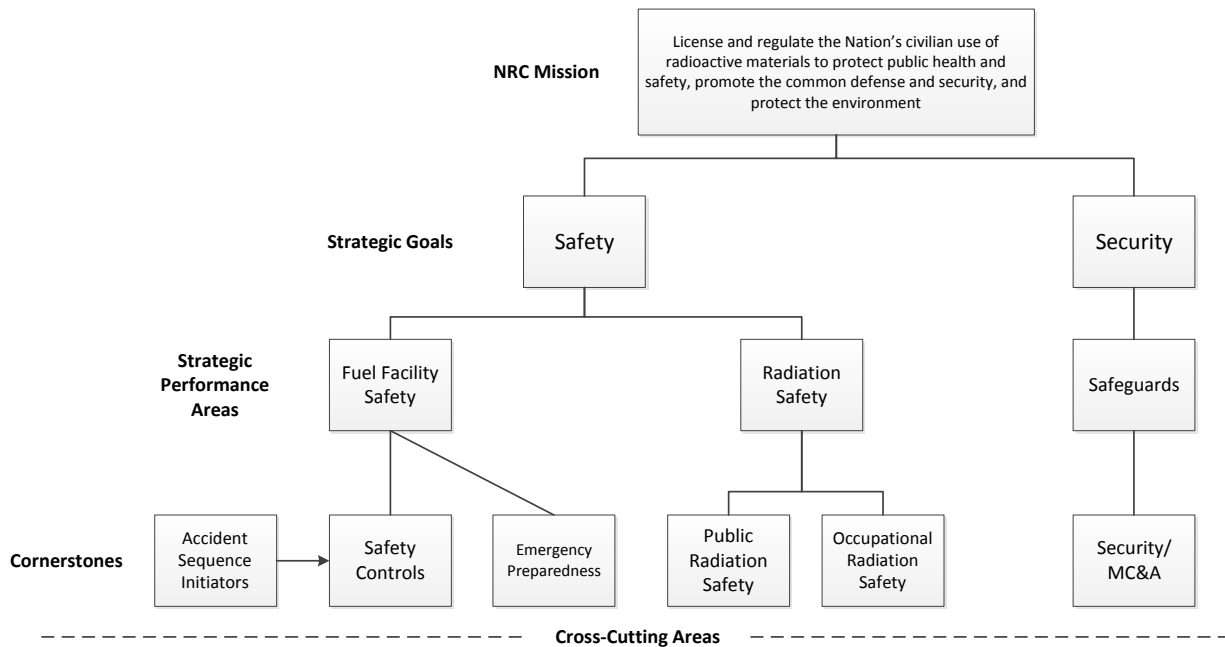 License and regulate the Nation's civilian use of
radioactive materials to protect public health and
safety, promote the common defense and security, and
protect the environment
NRC Mission
Strategic Goals
Safety
Security
Strategic
Performance
Areas
Fuel Facility
Safety
Radiation
Safety
Safeguards
Cornerstones
Accident
Sequence
Initiators
Safety
Controls
Emergency
Preparedness
Public
Radiation
Safety
Occupational
Radiation
Safety
Security/
MC&A
Cross-Cutting Areas